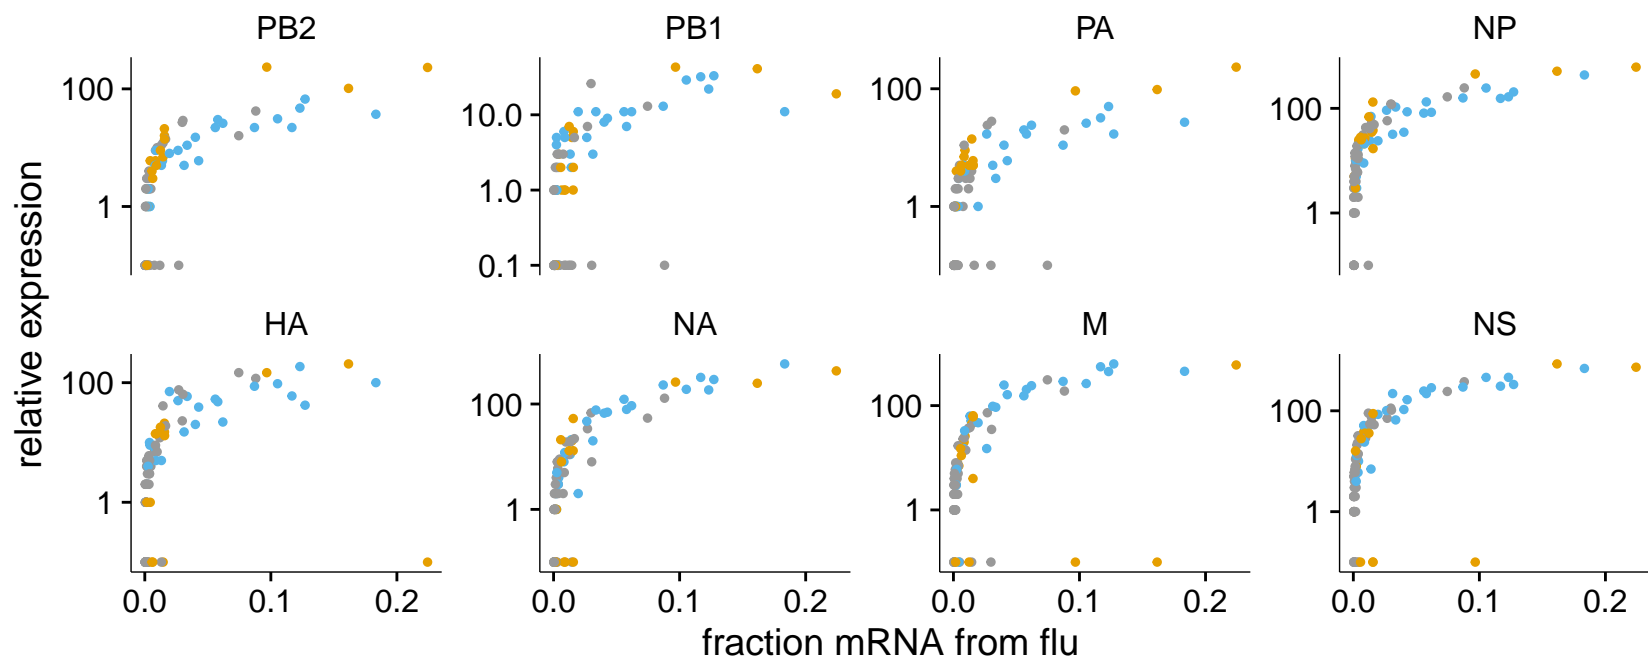 PB2 PB1 PA NP
100 10.0 100 100
1 1.0 1 1
0.1
HA NA M NS
100 100 100 100
1 1 1 1
0.0 0.1 0.2 0.0 0.1 0.2 0.0 0.1 0.2 0.0 0.1 0.2
relative expression
fraction mRNA from flu